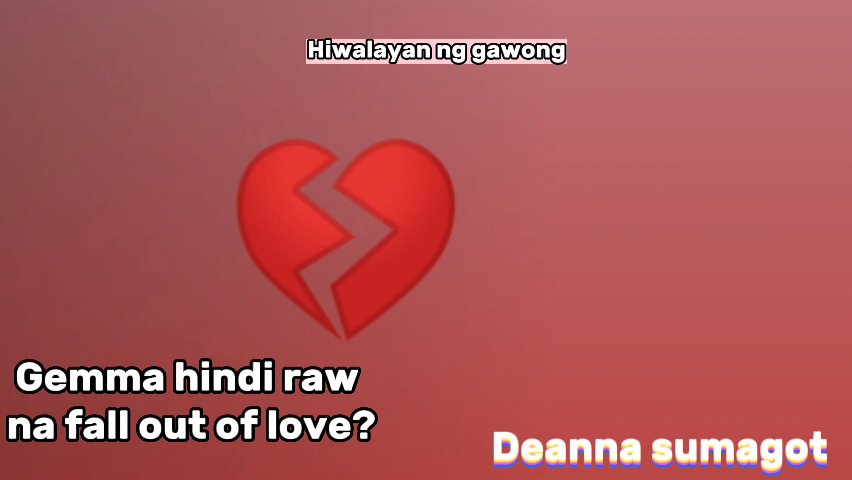 Hiwalayan ng gawong
Gemma hindi raw
na fall out of love?
Deanna sumagot